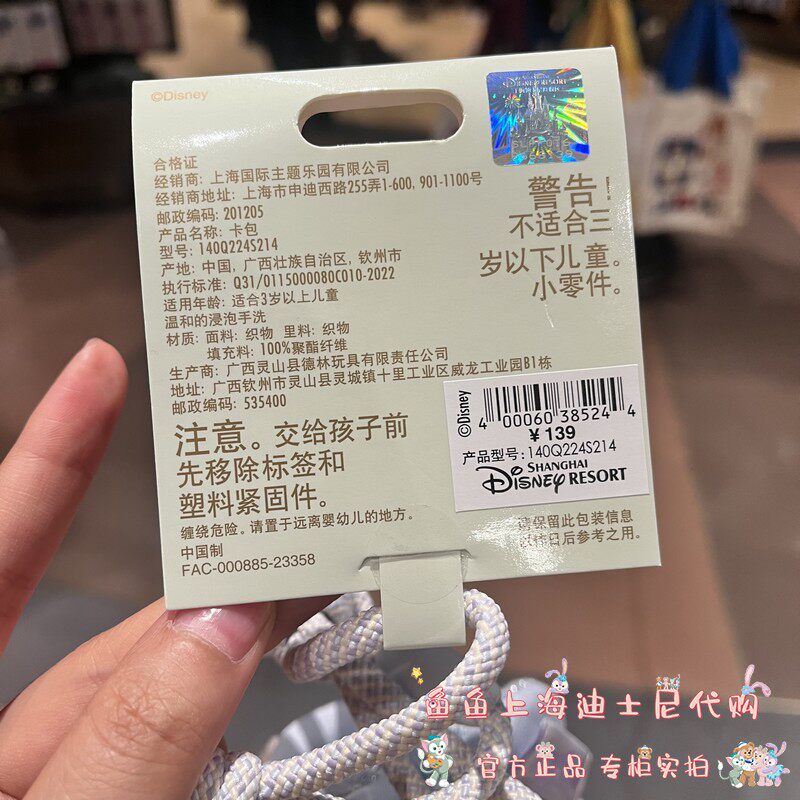 ©Disney
合格证
经销商: 上海国际主题乐园有限公司
经销商地址: 上海市申迪西路255弄1-600, 901-1100号
邮政编码: 201205
产品名称: 卡包
型号: 140Q224S214
产地: 中国, 广西壮族自治区, 钦州市
执行标准: Q31/0115000080C010-2022
适用年龄: 适合3岁以上儿童
温和的浸泡手洗
材质: 面料: 织物 里料: 织物
填充料: 100%聚酯纤维
生产商: 广西灵山县德林玩具有限责任公司
地址: 广西钦州市灵山县灵城镇十里工业区威龙工业园B1栋
邮政编码: 535400
警告!
不适合三
岁以下儿童。
小零件。
注意。交给孩子前
先移除标签和
塑料紧固件。
缠绕危险。请置于远离婴幼儿的地方。
中国制
FAC-000885-23358
©Disney
4 00060 38524 4
¥ 139
产品型号: 140Q224S214
SHANGHAI
Disney RESORT
请保留此包装信息
以待日后参考之用。
鱼鱼上海迪士尼代购
官方正品 专柜实拍